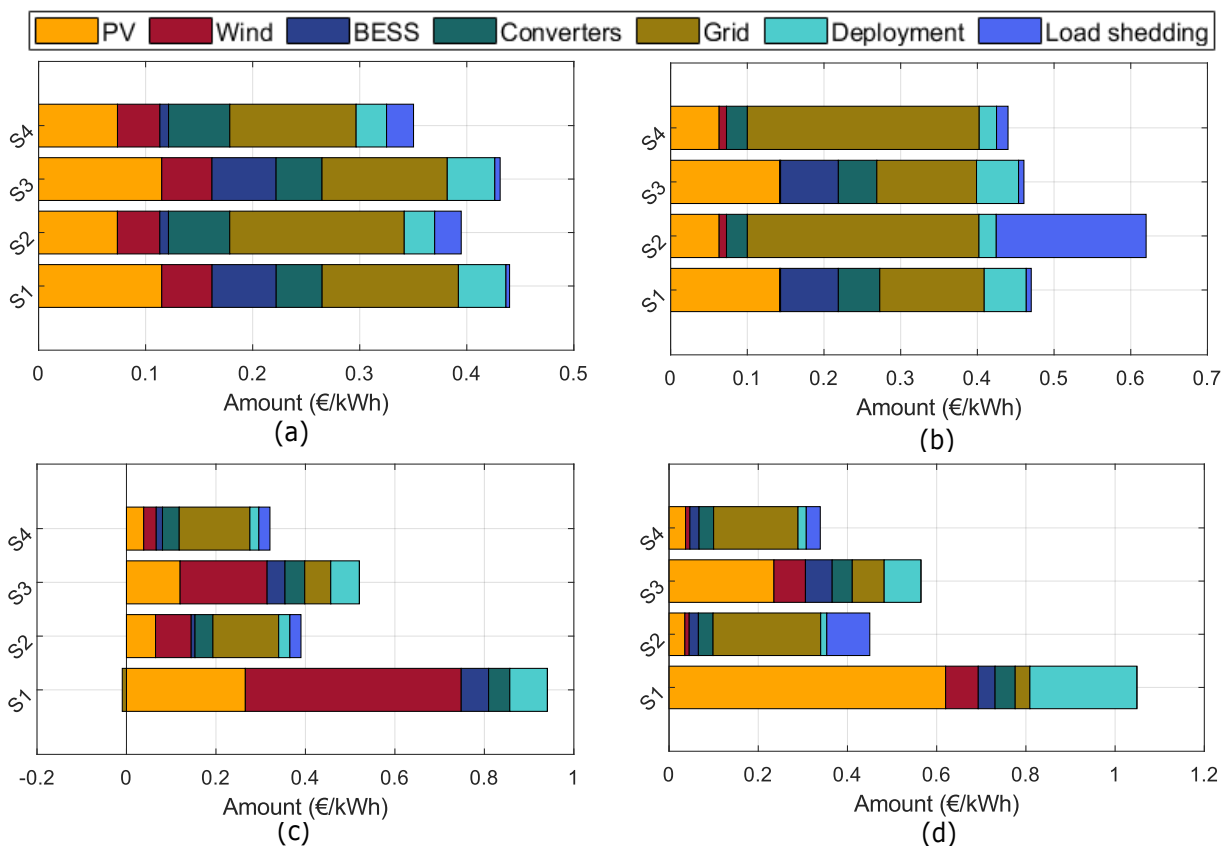 PV Wind BESS Converters Grid Deployment Load shedding
S4
S3
S2
S1
0 0.1 0.2 0.3 0.4 0.5
Amount (€/kWh)
(a)
S4
S3
S2
S1
0 0.1 0.2 0.3 0.4 0.5 0.6 0.7
Amount (€/kWh)
(b)
S4
S3
S2
S1
-0.2 0 0.2 0.4 0.6 0.8 1
Amount (€/kWh)
(c)
S4
S3
S2
S1
0 0.2 0.4 0.6 0.8 1 1.2
Amount (€/kWh)
(d)